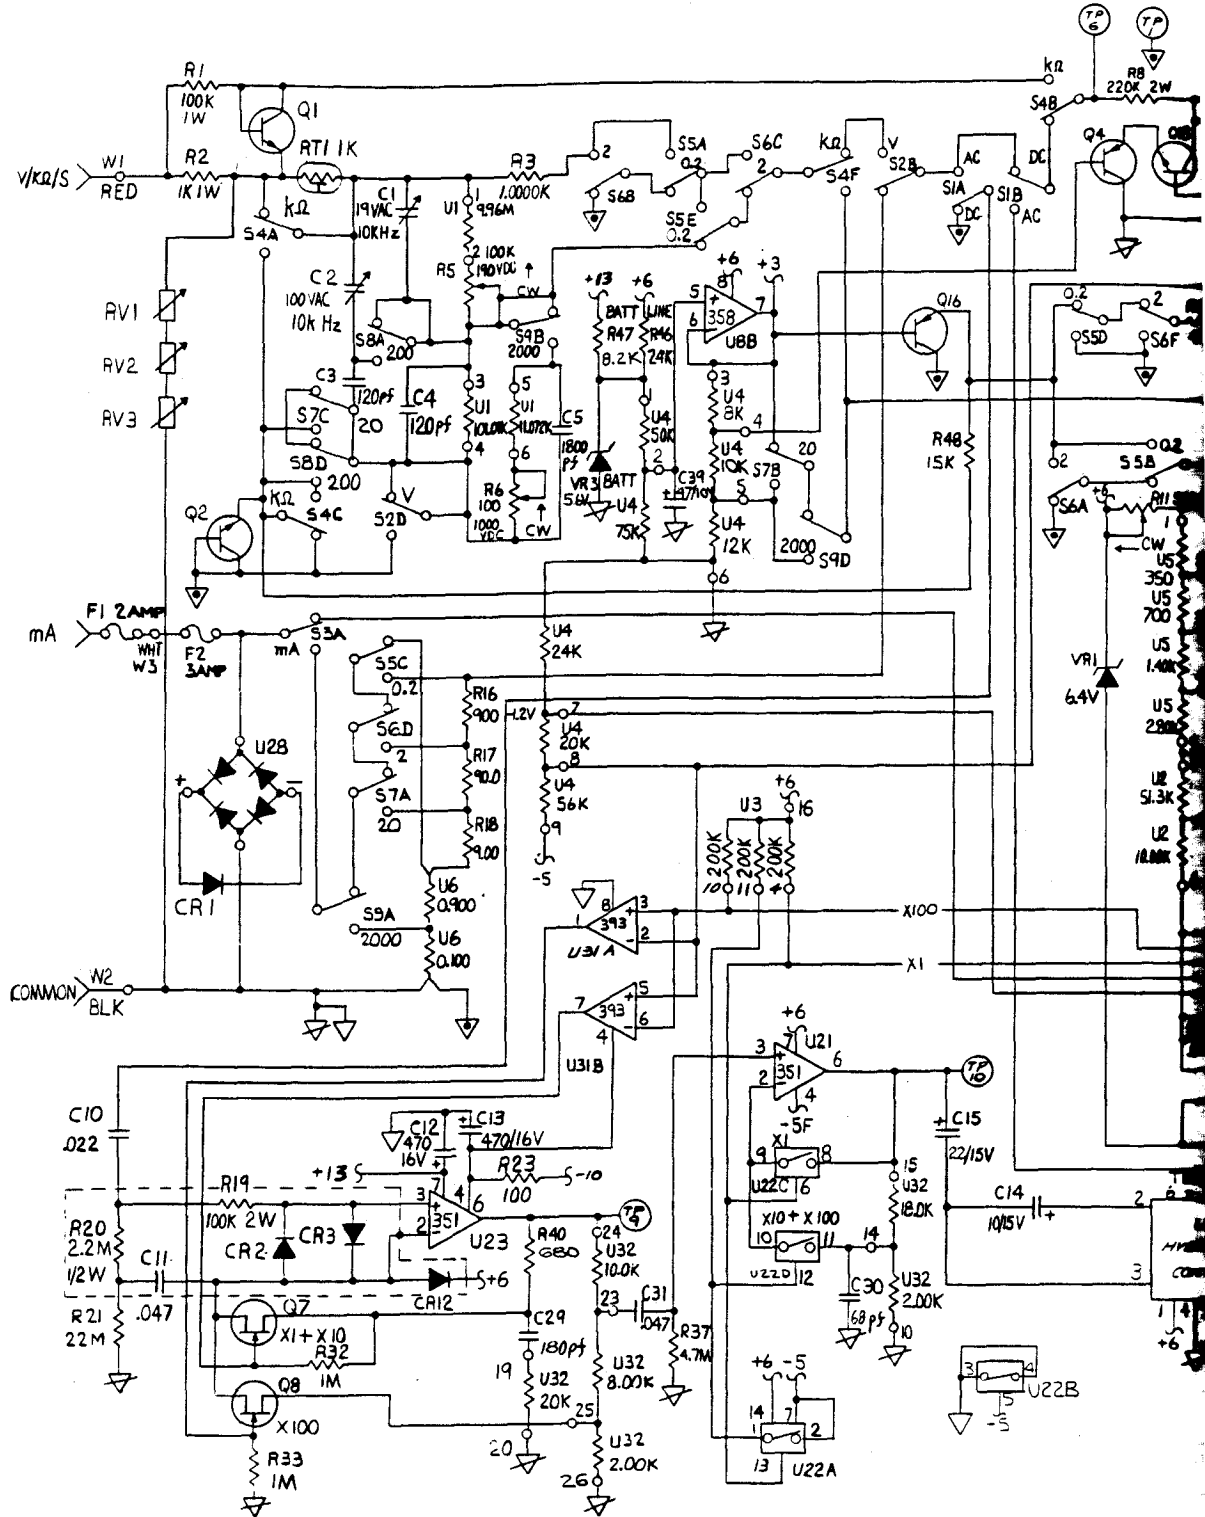 TP 6
TP 1
kΩ
R1
100K
1W
Q1
R8
220K 2W
S4B
Q4
RT1 1K
W1
V/kΩ/S
RED
R2
1K 1W
R3
1.0000K
2
S5A
0.2
S6C
2
kΩ
V
S2B
AC
DC
S6B
S4F
S1A
DC
S1B
AC
S5E
0.2
kΩ
S4A
C1
19VAC
10KHz
1
U1
9.96M
2 100K
190VDC
R5
CW
C2
100VAC
10k Hz
RV1
RV2
RV3
S8A
200
S9B
2000
+13
+6
BATT
LINE
R47
8.2K
R46
24K
+6
8
+3
5
+
358
7
6
-
U8B
Q16
0.2
2
S5D
S6F
C3
120pf
C4
120pf
3
U1
4
5
U1
6
C5
1800
pf
S7C
20
S8D
200
1
U4
50K
2
3
U4
8K
4
U4
10K
5
S7B
20
R48
15K
VR3
BATT
5.6V
C39
U4
75K
U4
12K
6
2000
S9D
R6
100
1000
VDC
CW
kΩ
S4C
V
S2D
Q2
2
0.2
S5B
S6A
+6
R11
1
CW
U5
350
U5
700
U5
1.40K
U5
2.80K
U2
51.3K
U2
VR1
6.4V
F1 2AMP
mA
WHT
W3
F2
3AMP
mA
S3A
S5C
0.2
S6D
2
S7A
20
R16
900
R17
90.0
R18
9.00
U4
24K
-1.2V
7
U4
20K
8
U4
56K
9
-5
U28
+
–
CR1
S9A
2000
U6
0.900
U6
0.100
COMMON
W2
BLK
+6
U3
16
200K
200K
200K
10
11
4
X100
X1
8
3
+
393
1
2
-
U31A
7
5
+
393
6
-
4
U31B
+6
7
U21
3
+
351
6
2
-
4
-5F
TP 10
C10
.022
C12
470
16V
C13
470/16V
+13
R23
100
-10
X1
9
8
U22C
6
15
U32
18.0K
C15
22/15V
C14
10/15V
2
3
1
4
+6
R19
100K 2W
R20
2.2M
1/2W
CR2
CR3
7
4
3
+
351
6
2
-
U23
TP 9
R40
680
24
U32
10.0K
X10 + X100
10
11
14
U22D
12
C30
68pf
U32
2.00K
10
C11
.047
CR12
+6
R21
22M
Q7
X1 + X10
R32
1M
C29
180pf
23
C31
.047
R37
4.7M
19
U32
20K
20
U32
8.00K
25
U32
2.00K
26
Q8
X100
R33
1M
+6
-5
14
7
1
2
13
U22A
3
4
5
U22B
-5